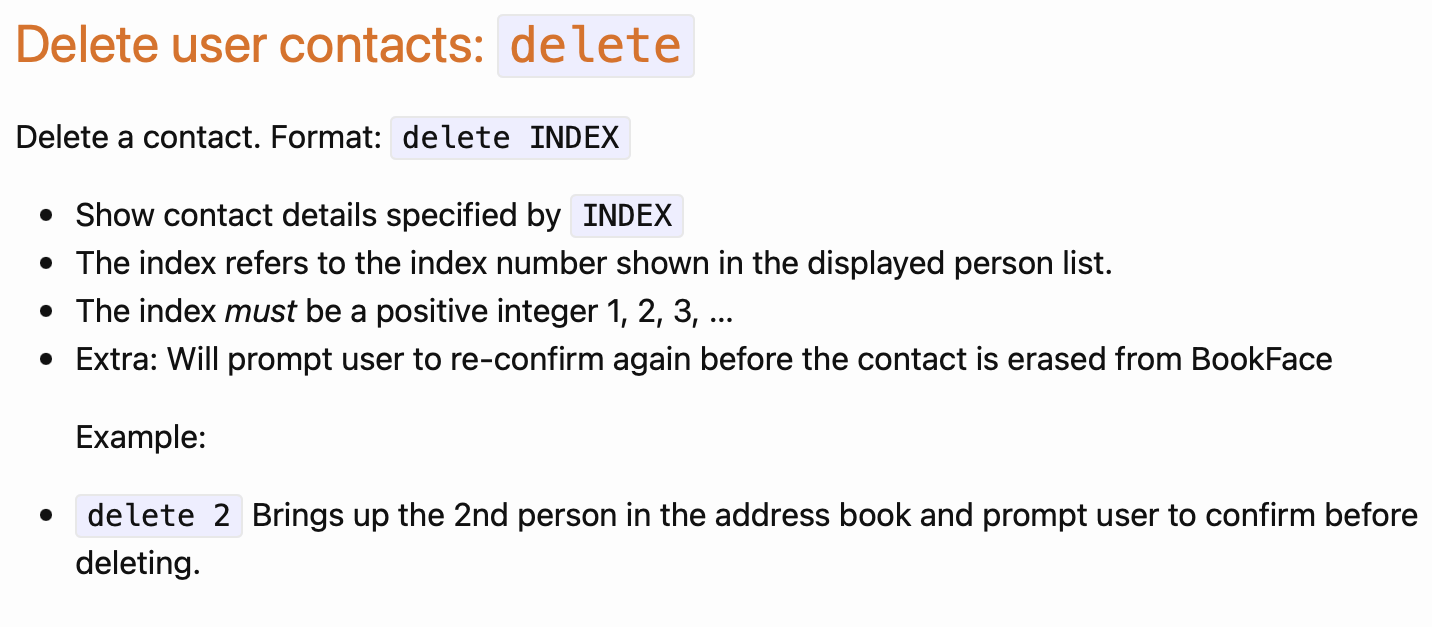 Delete user contacts: delete
Delete a contact. Format: delete INDEX
Show contact details specified by INDEX
The index refers to the index number shown in the displayed person list.
The index must be a positive integer 1, 2, 3, …
Extra: Will prompt user to re-confirm again before the contact is erased from BookFace
Example:
delete 2 Brings up the 2nd person in the address book and prompt user to confirm before
deleting.